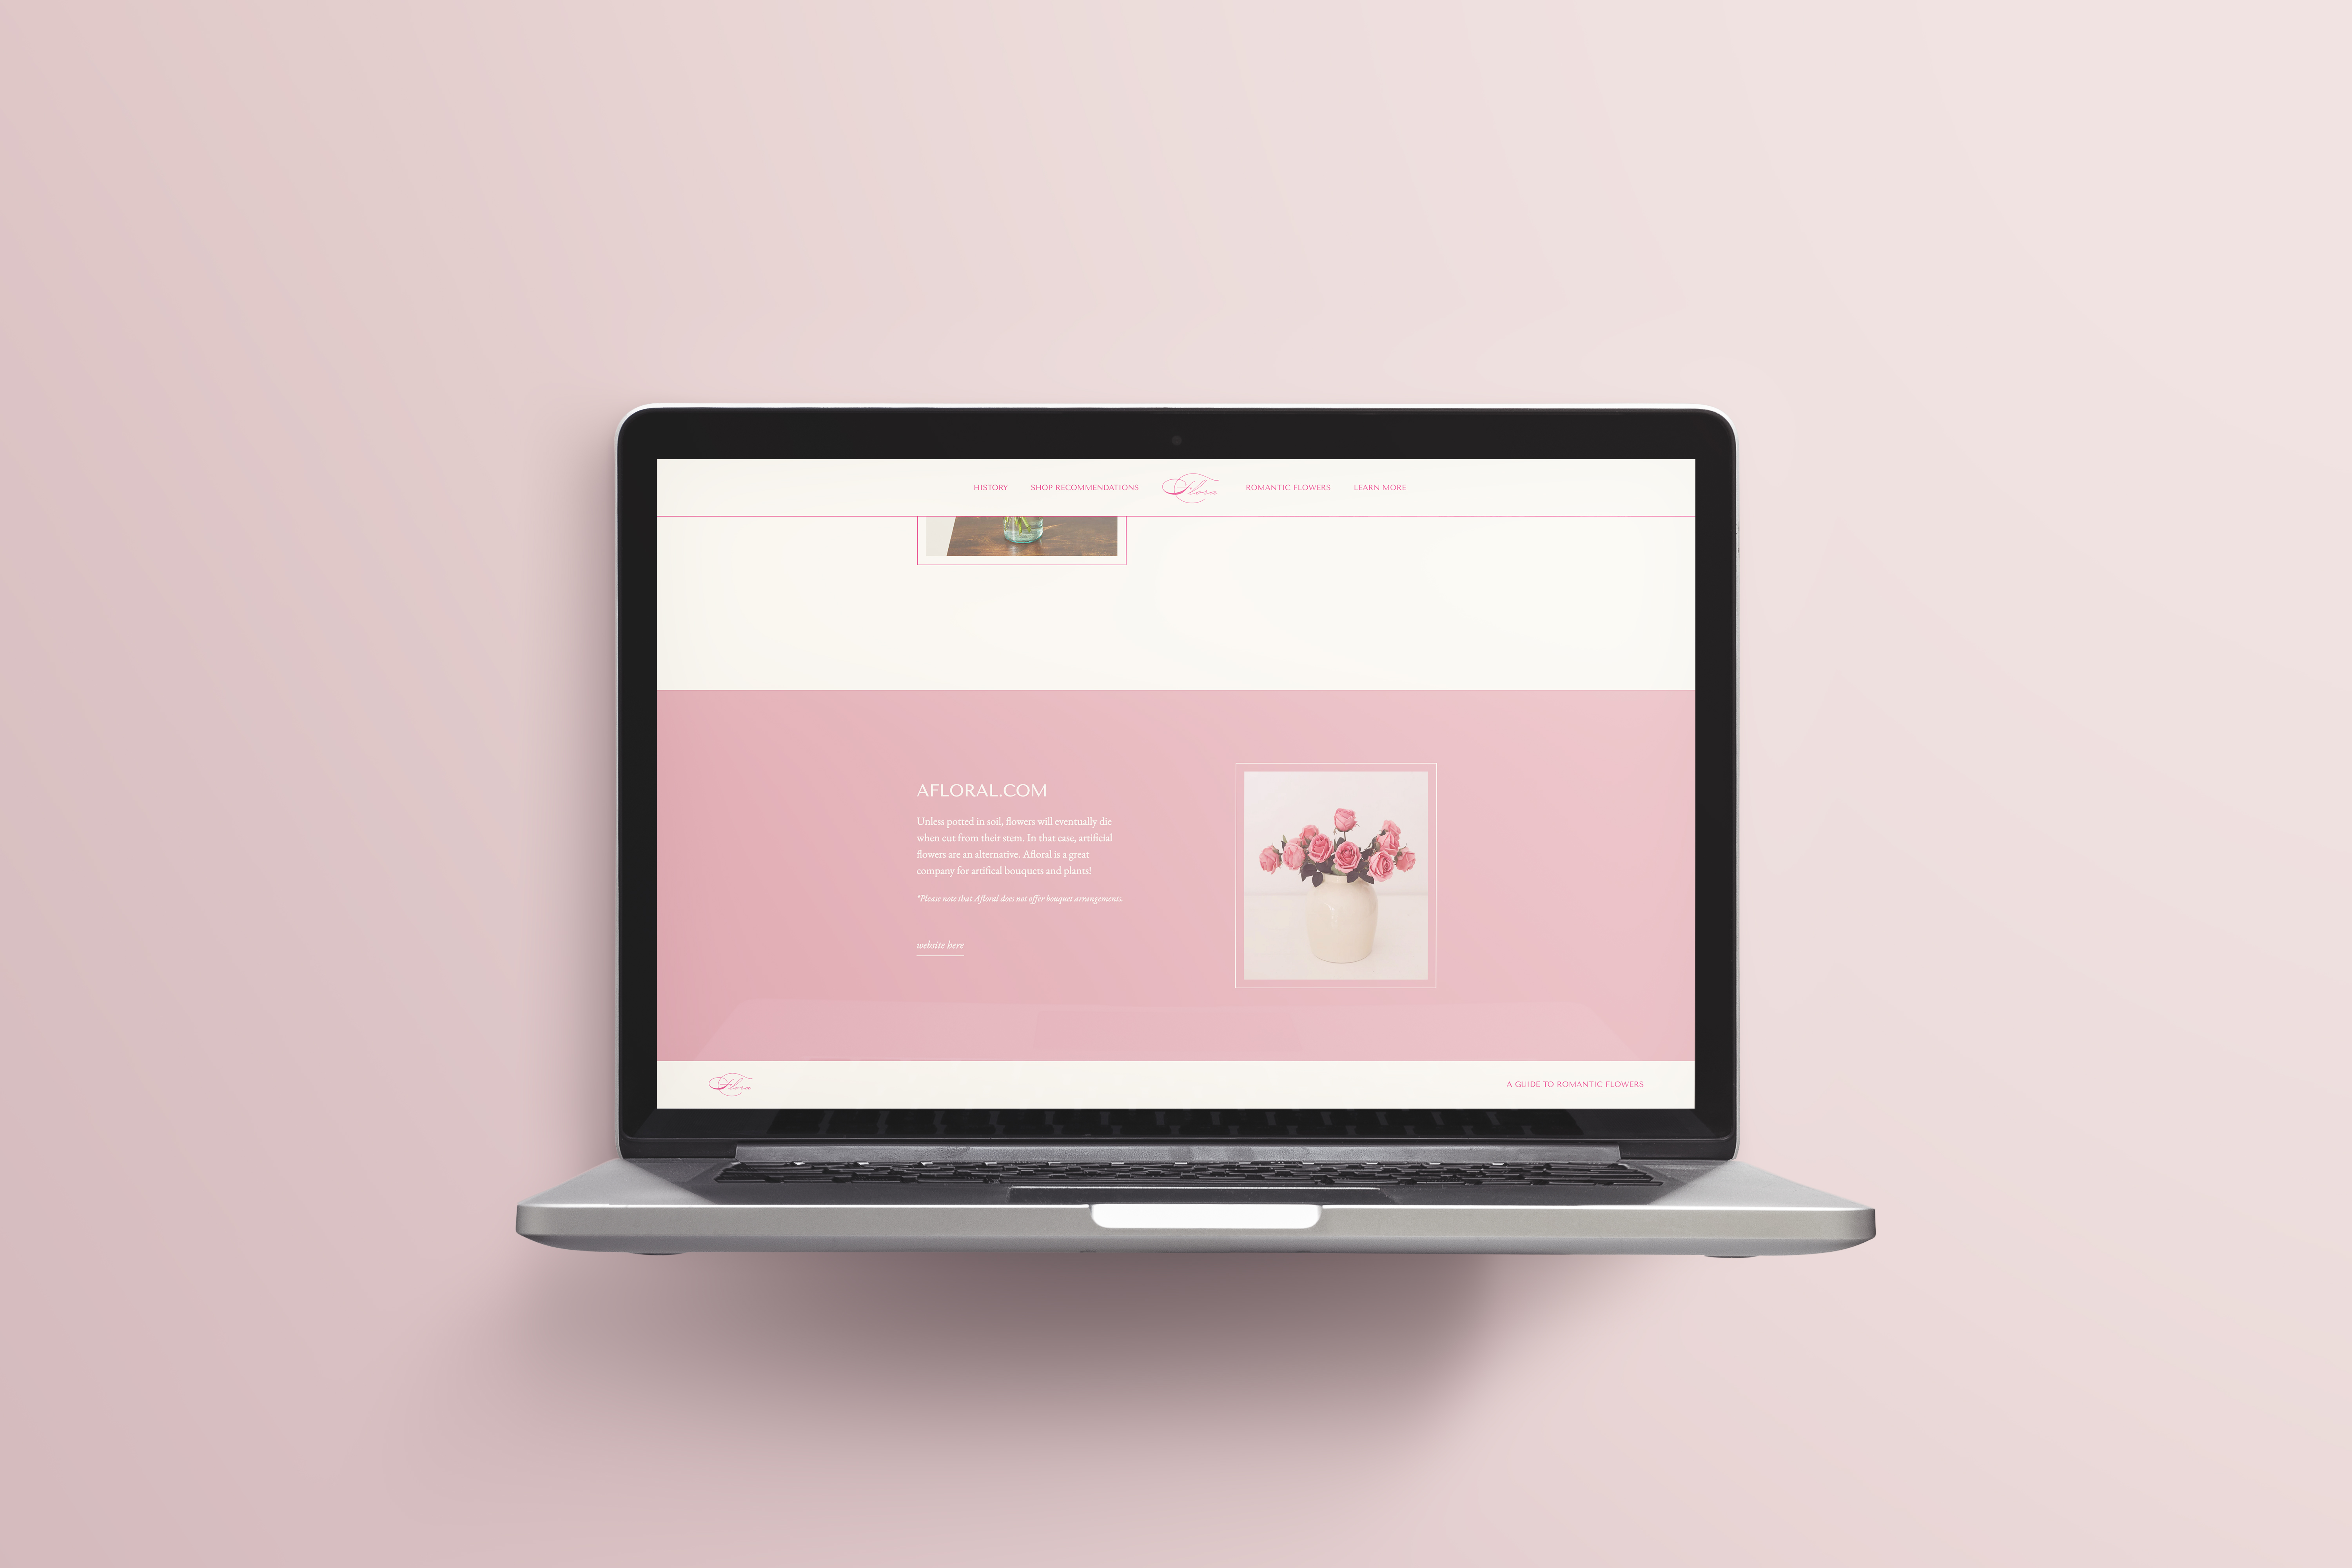 HISTORY SHOP RECOMMENDATIONS Flora ROMANTIC FLOWERS LEARN MORE
AFLORAL.COM
Unless potted in soil, flowers will eventually die
when cut from their stem. In that case, artificial
flowers are an alternative. Afloral is a great
company for artifical bouquets and plants!
*Please note that Afloral does not offer bouquet arrangements.
website here
Flora A GUIDE TO ROMANTIC FLOWERS